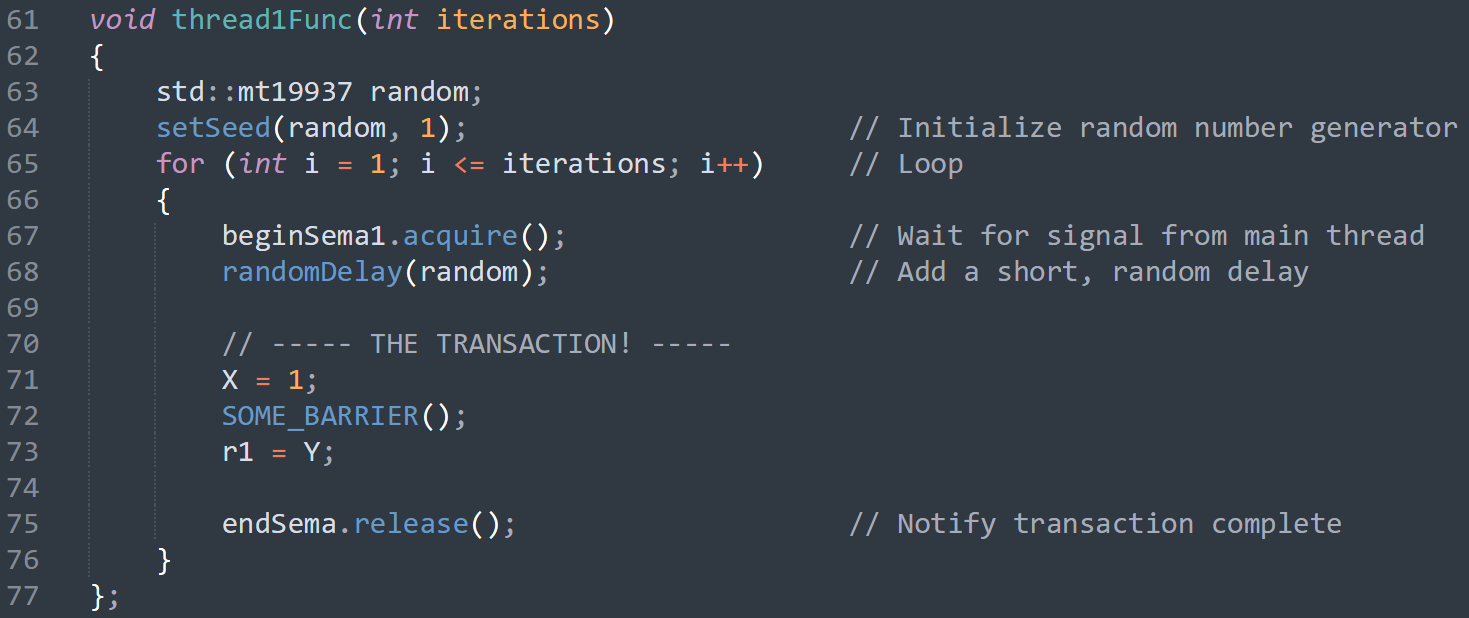 61 void thread1Func(int iterations)
62 {
63 std::mt19937 random;
64 setSeed(random, 1); // Initialize random number generator
65 for (int i = 1; i <= iterations; i++) // Loop
66 {
67 beginSema1.acquire(); // Wait for signal from main thread
68 randomDelay(random); // Add a short, random delay
69
70 // ----- THE TRANSACTION! -----
71 X = 1;
72 SOME_BARRIER();
73 r1 = Y;
74
75 endSema.release(); // Notify transaction complete
76 }
77 };